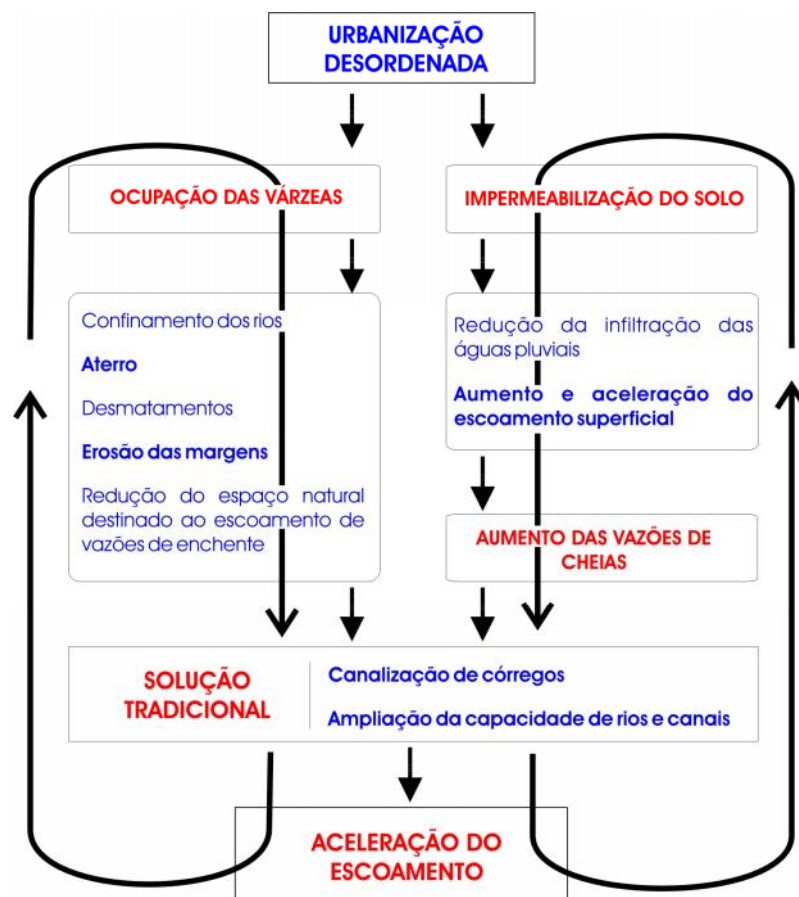 URBANIZAÇÃO
DESORDENADA
OCUPAÇÃO DAS VÁRZEAS
Confinamento dos rios
Aterro
Desmatamentos
Erosão das margens
Redução do espaço natural
destinado ao escoamento de
vazões de enchente
IMPERMEABILIZAÇÃO DO SOLO
Redução da infiltração das
águas pluviais
Aumento e aceleração do
escoamento superficial
AUMENTO DAS VAZÕES DE
CHEIAS
SOLUÇÃO
TRADICIONAL
Canalização de córregos
Ampliação da capacidade de rios e canais
ACELERAÇÃO DO
ESCOAMENTO